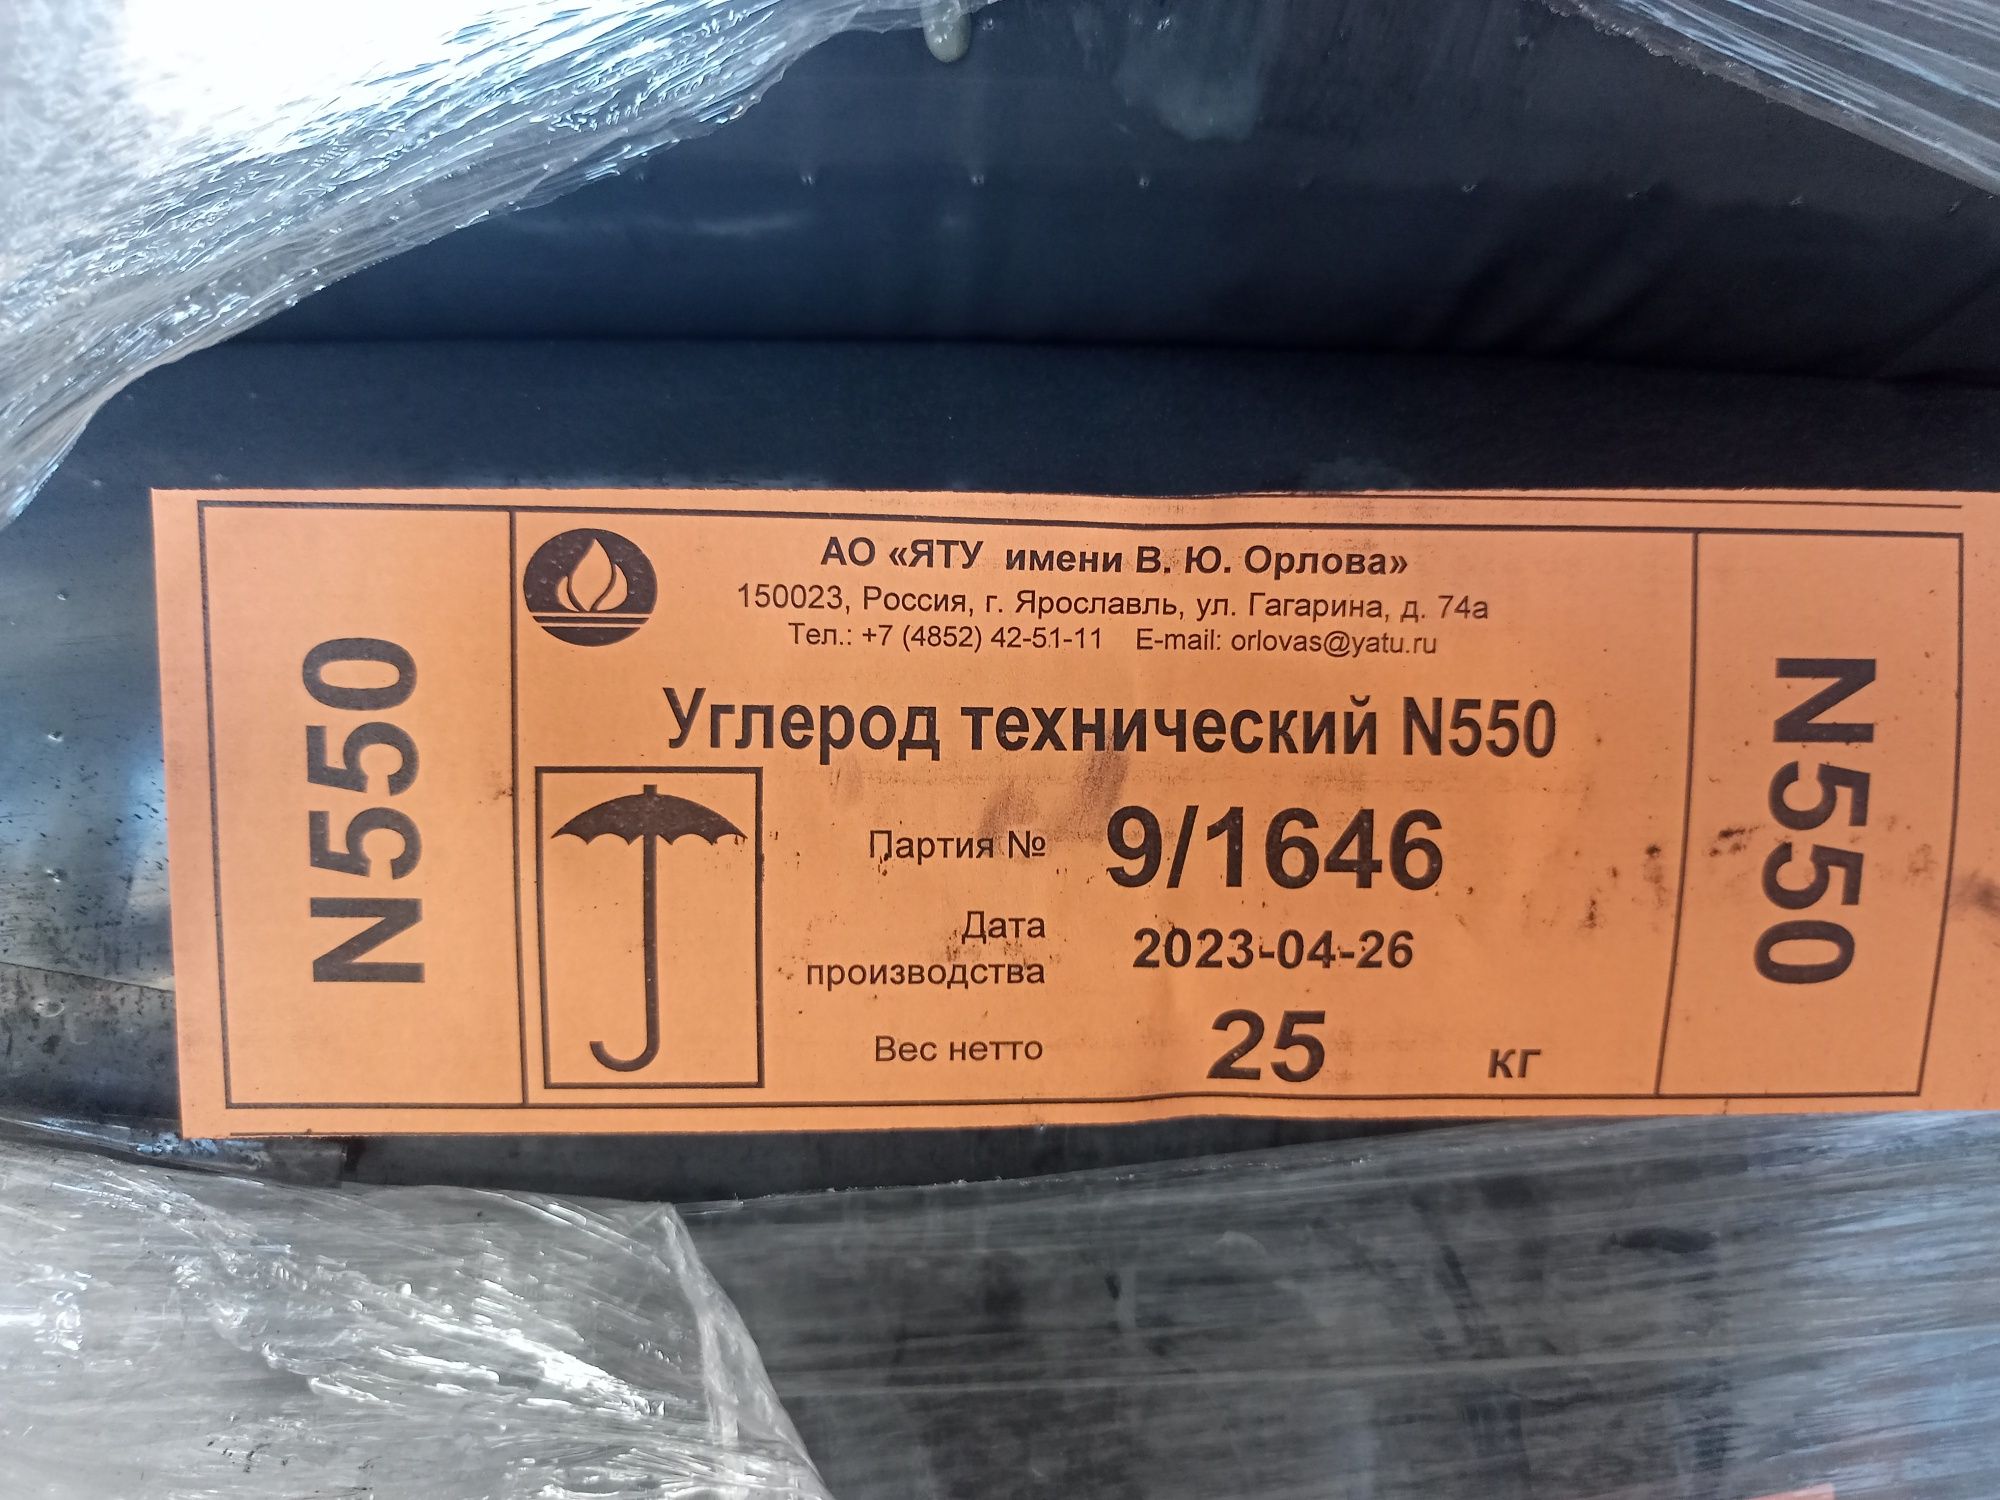 N550
АО «ЯТУ имени В. Ю. Орлова»
150023, Россия, г. Ярославль, ул. Гагарина, д. 74а
Тел.: +7 (4852) 42-51-11 E-mail: orlovas@yatu.ru
Углерод технический N550
Партия № 9/1646
Дата производства 2023-04-26
Вес нетто 25 кг
N550